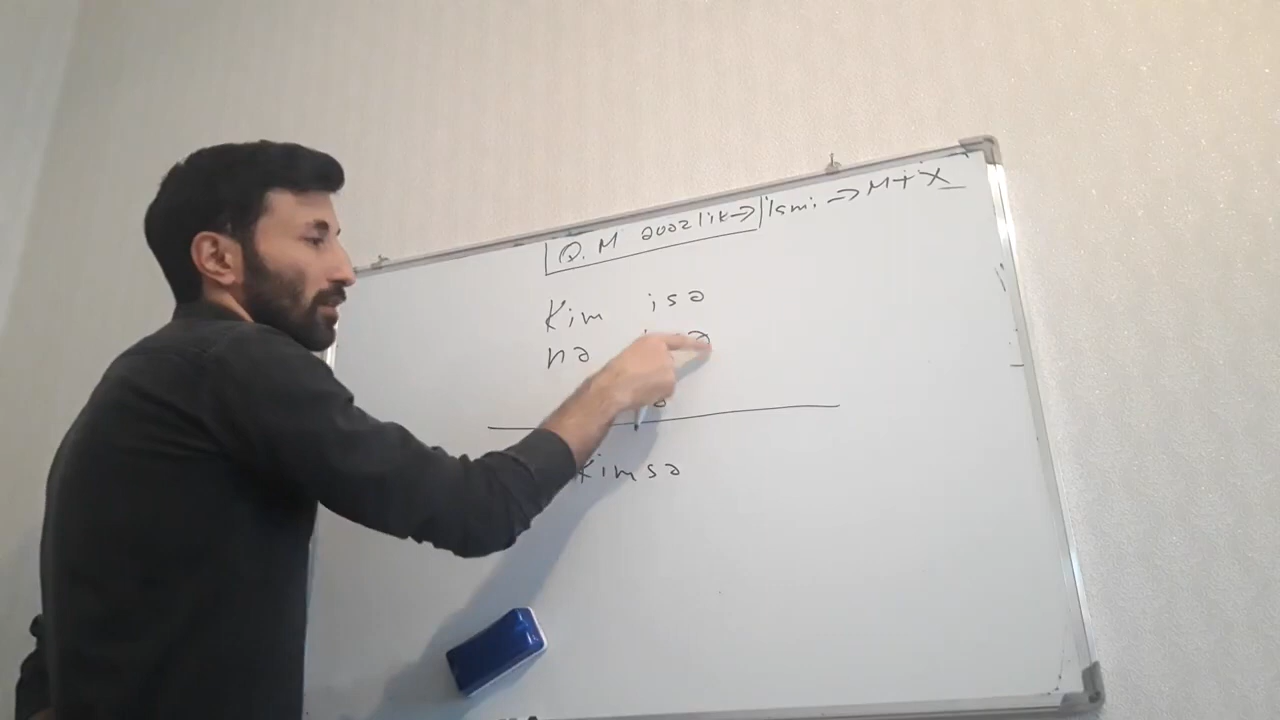 Q. M əvəzlik → İsmi → M + X
Kim isə
nə
Kimsə